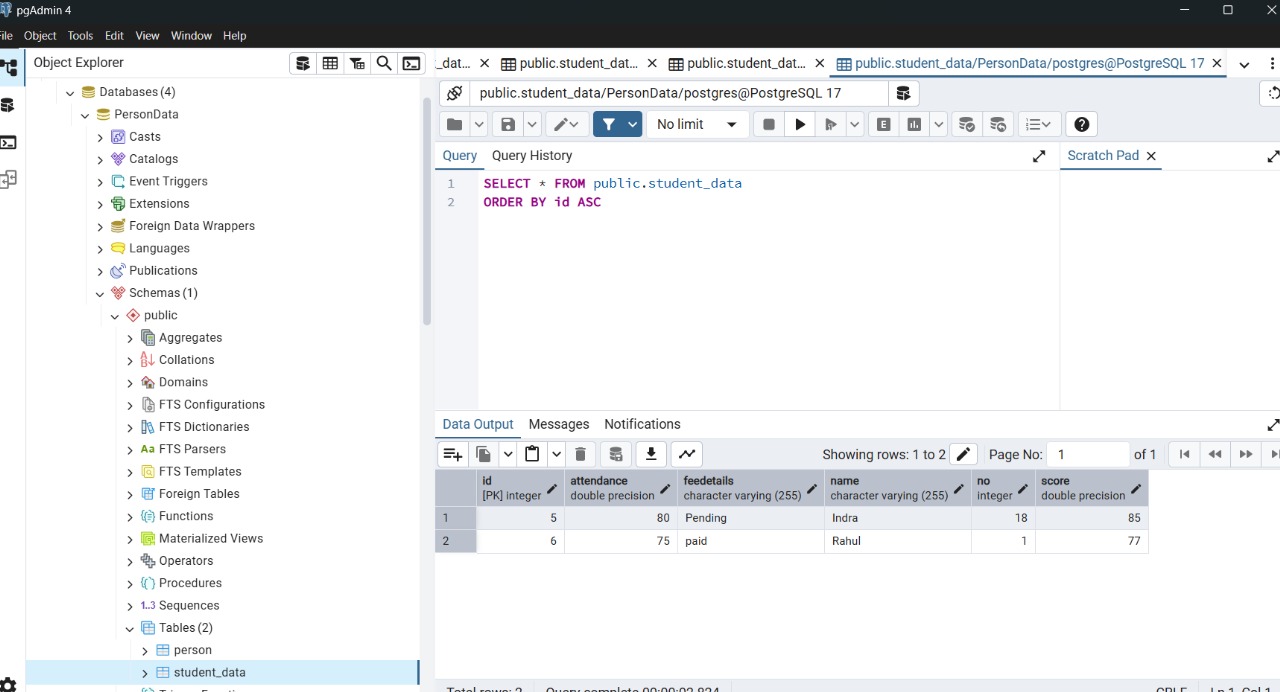 pgAdmin 4
ile Object Tools Edit View Window Help
Object Explorer
Databases (4)
PersonData
Casts
Catalogs
Event Triggers
Extensions
Foreign Data Wrappers
Languages
Publications
Schemas (1)
public
Aggregates
Collations
Domains
FTS Configurations
FTS Dictionaries
Aa FTS Parsers
FTS Templates
Foreign Tables
Functions
Materialized Views
Operators
Procedures
1..3 Sequences
Tables (2)
person
student_data
_dat... public.student_dat... public.student_dat... public.student_data/PersonData/postgres@PostgreSQL 17
public.student_data/PersonData/postgres@PostgreSQL 17
No limit E
Query Query History Scratch Pad
1 SELECT * FROM public.student_data
2 ORDER BY id ASC
Data Output Messages Notifications
Showing rows: 1 to 2 Page No: 1 of 1
id attendance feedetails name no score
[PK] integer double precision character varying (255) character varying (255) integer double precision
1 5 80 Pending Indra 18 85
2 6 75 paid Rahul 1 77
Total rows: 2 Query complete 00:00:02.834 CRLF Ln 1, Col 1